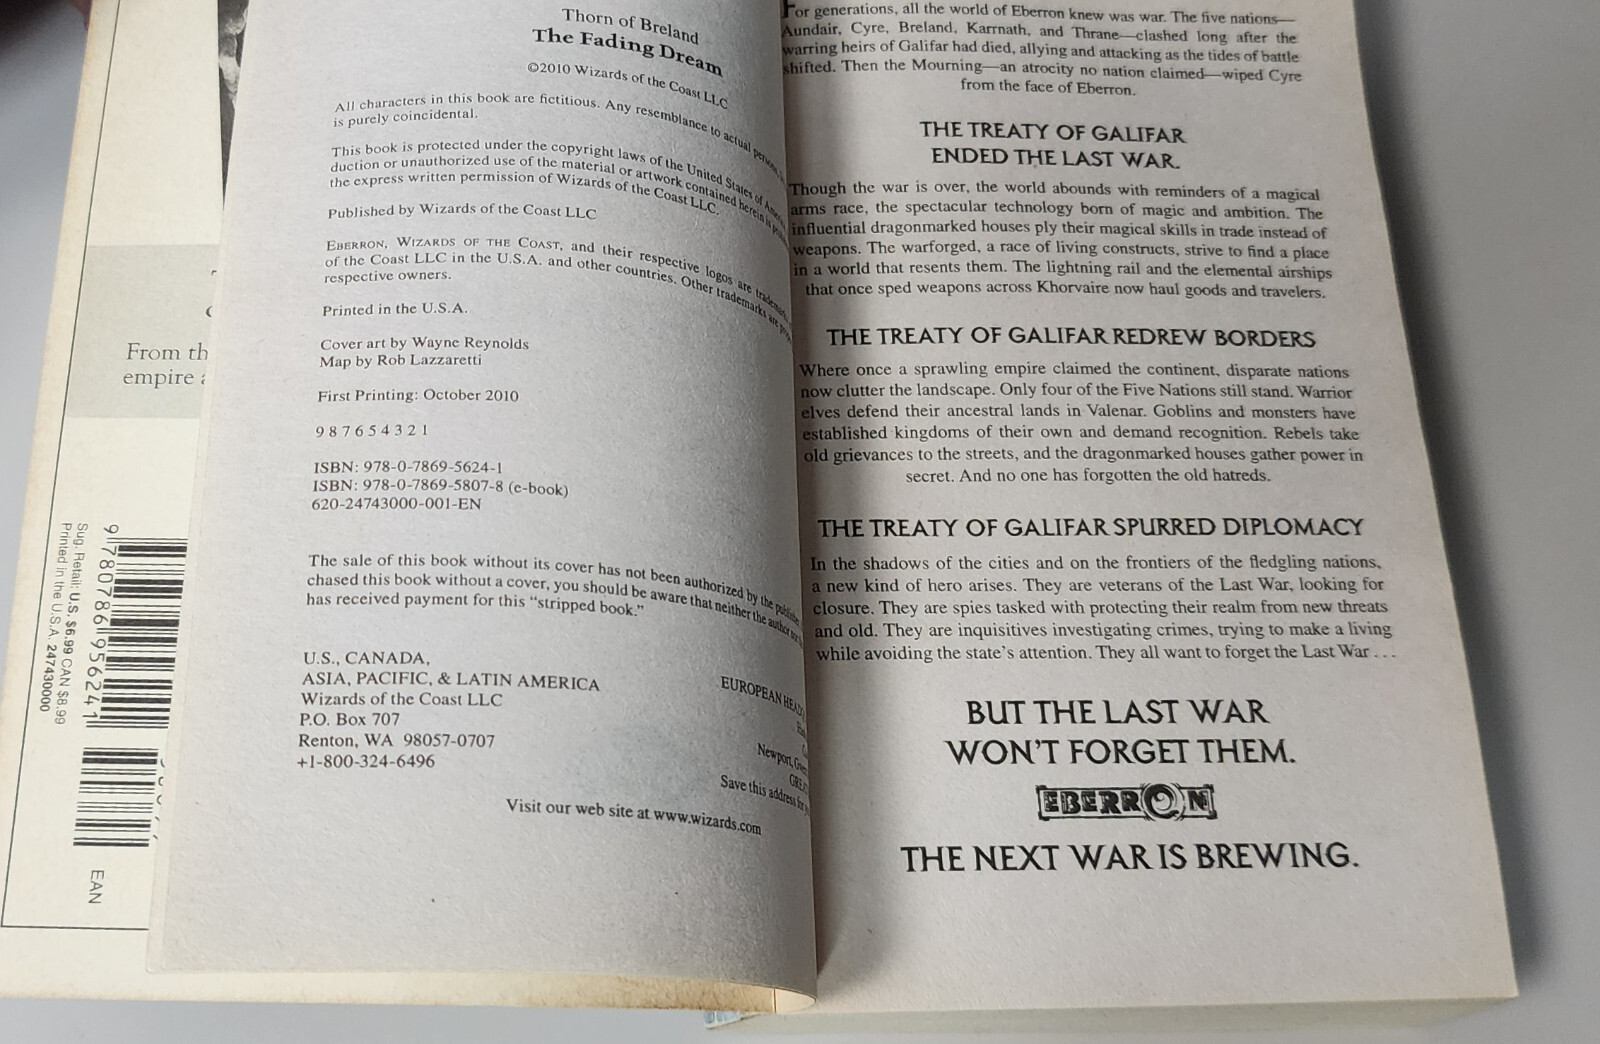 Thorn of Breland
The Fading Dream
©2010 Wizards of the Coast LLC
All characters in this book are fictitious. Any resemblance to actual persons,
is purely coincidental.
This book is protected under the copyright laws of the United States of
duction or unauthorized use of the material or artwork contained herein is
the express written permission of Wizards of the Coast LLC.
Published by Wizards of the Coast LLC
EBERRON, WIZARDS OF THE COAST, and their respective logos are
of the Coast LLC in the U.S.A. and other countries. Other trademarks are
respective owners.
Printed in the U.S.A.
Cover art by Wayne Reynolds
Map by Rob Lazzaretti
First Printing: October 2010
9 8 7 6 5 4 3 2 1
ISBN: 978-0-7869-5624-1
ISBN: 978-0-7869-5807-8 (e-book)
620-24743000-001-EN
The sale of this book without its cover has not been authorized by the
chased this book without a cover, you should be aware that neither the author
has received payment for this “stripped book.”
U.S., CANADA,
ASIA, PACIFIC, & LATIN AMERICA
Wizards of the Coast LLC
P.O. Box 707
Renton, WA 98057-0707
+1-800-324-6496
EUROPEAN
Newport,
Save this address for
Visit our web site at www.wizards.com
From th
empire
9 780786 956241
Sug. Retail: U.S. $6.99 CAN $8.99
Printed in the U.S.A. 247430000
EAN
For generations, all the world of Eberron knew was war. The five nations—
Aundair, Cyre, Breland, Karrnath, and Thrane—clashed long after the
warring heirs of Galifar had died, allying and attacking as the tides of battle
shifted. Then the Mourning—an atrocity no nation claimed—wiped Cyre
from the face of Eberron.
THE TREATY OF GALIFAR
ENDED THE LAST WAR.
Though the war is over, the world abounds with reminders of a magical
arms race, the spectacular technology born of magic and ambition. The
influential dragonmarked houses ply their magical skills in trade instead of
weapons. The warforged, a race of living constructs, strive to find a place
in a world that resents them. The lightning rail and the elemental airships
that once sped weapons across Khorvaire now haul goods and travelers.
THE TREATY OF GALIFAR REDREW BORDERS
Where once a sprawling empire claimed the continent, disparate nations
now clutter the landscape. Only four of the Five Nations still stand. Warrior
elves defend their ancestral lands in Valenar. Goblins and monsters have
established kingdoms of their own and demand recognition. Rebels take
old grievances to the streets, and the dragonmarked houses gather power in
secret. And no one has forgotten the old hatreds.
THE TREATY OF GALIFAR SPURRED DIPLOMACY
In the shadows of the cities and on the frontiers of the fledgling nations,
a new kind of hero arises. They are veterans of the Last War, looking for
closure. They are spies tasked with protecting their realm from new threats
and old. They are inquisitives investigating crimes, trying to make a living
while avoiding the state’s attention. They all want to forget the Last War . . .
BUT THE LAST WAR
WON’T FORGET THEM.
EBERRON
THE NEXT WAR IS BREWING.